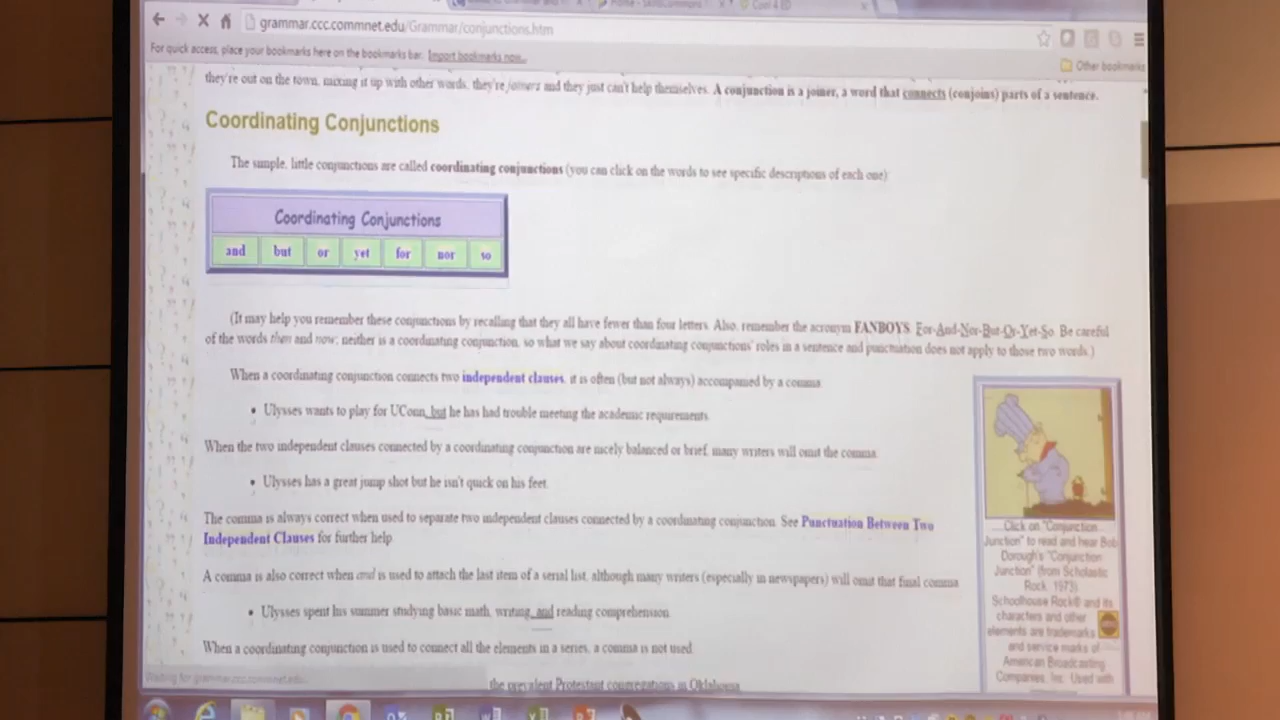 grammar.ccc.commnet.edu/Grammar/conjunctions.htm
For quick access, place your bookmarks here on the bookmarks bar. Import bookmarks now...
Other bookmarks
they're out on the town, mixing it up with other words, they're joiners and they just can't help themselves. A conjunction is a joiner, a word that connects (conjoins) parts of a sentence.
Coordinating Conjunctions
The simple, little conjunctions are called coordinating conjunctions (you can click on the words to see specific descriptions of each one):
Coordinating Conjunctions
and but or yet for nor so
(It may help you remember these conjunctions by recalling that they all have fewer than four letters. Also, remember the acronym FANBOYS: For-And-Nor-But-Or-Yet-So. Be careful
of the words then and now; neither is a coordinating conjunction, so what we say about coordinating conjunctions' roles in a sentence and punctuation does not apply to those two words.)
When a coordinating conjunction connects two independent clauses, it is often (but not always) accompanied by a comma:
• Ulysses wants to play for UConn, but he has had trouble meeting the academic requirements.
When the two independent clauses connected by a coordinating conjunction are nicely balanced or brief, many writers will omit the comma:
• Ulysses has a great jump shot but he isn't quick on his feet.
The comma is always correct when used to separate two independent clauses connected by a coordinating conjunction. See Punctuation Between Two
Independent Clauses for further help.
A comma is also correct when and is used to attach the last item of a serial list, although many writers (especially in newspapers) will omit that final comma:
• Ulysses spent his summer studying basic math, writing, and reading comprehension.
When a coordinating conjunction is used to connect all the elements in a series, a comma is not used:
the prevalent Protestant congregations in Oklahoma.
Click on "Conjunction
Junction" to read and hear Bob
Dorough's "Conjunction
Junction" (from Scholastic
Rock, 1973).
Schoolhouse Rock® and its
characters and other
elements are trademarks
and service marks of
American Broadcasting
Companies, Inc. Used with
Waiting for grammar.ccc.commnet.edu...